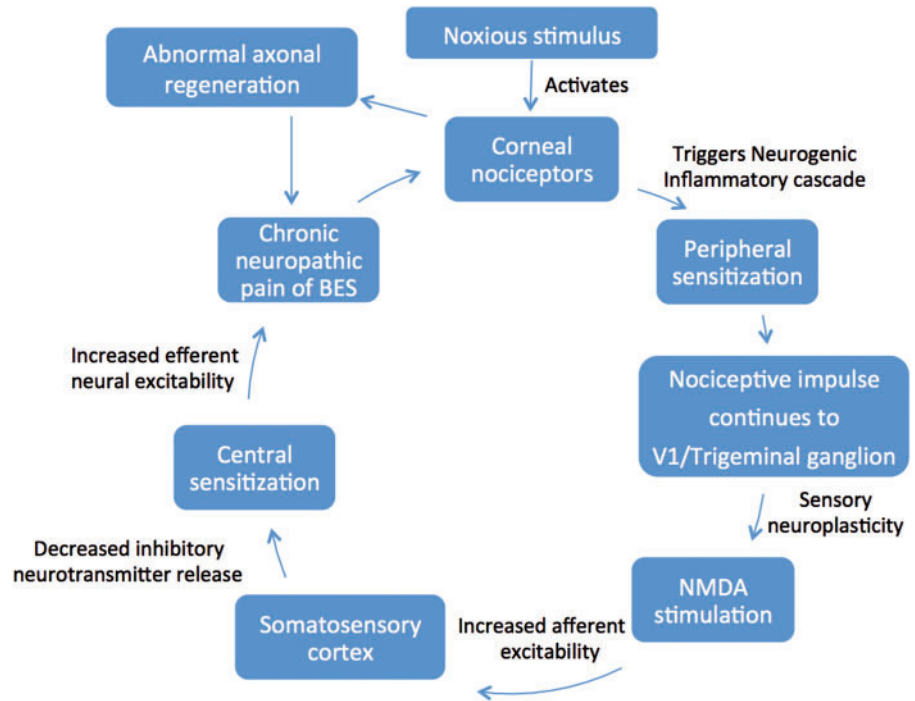 Noxious stimulus
Activates
Abnormal axonal
regeneration
Corneal
nociceptors
Triggers Neurogenic
Inflammatory cascade
Peripheral
sensitization
Nociceptive impulse
continues to
V1/Trigeminal ganglion
Sensory
neuroplasticity
NMDA
stimulation
Increased afferent
excitability
Somatosensory
cortex
Decreased inhibitory
neurotransmitter release
Central
sensitization
Increased efferent
neural excitability
Chronic
neuropathic
pain of BES